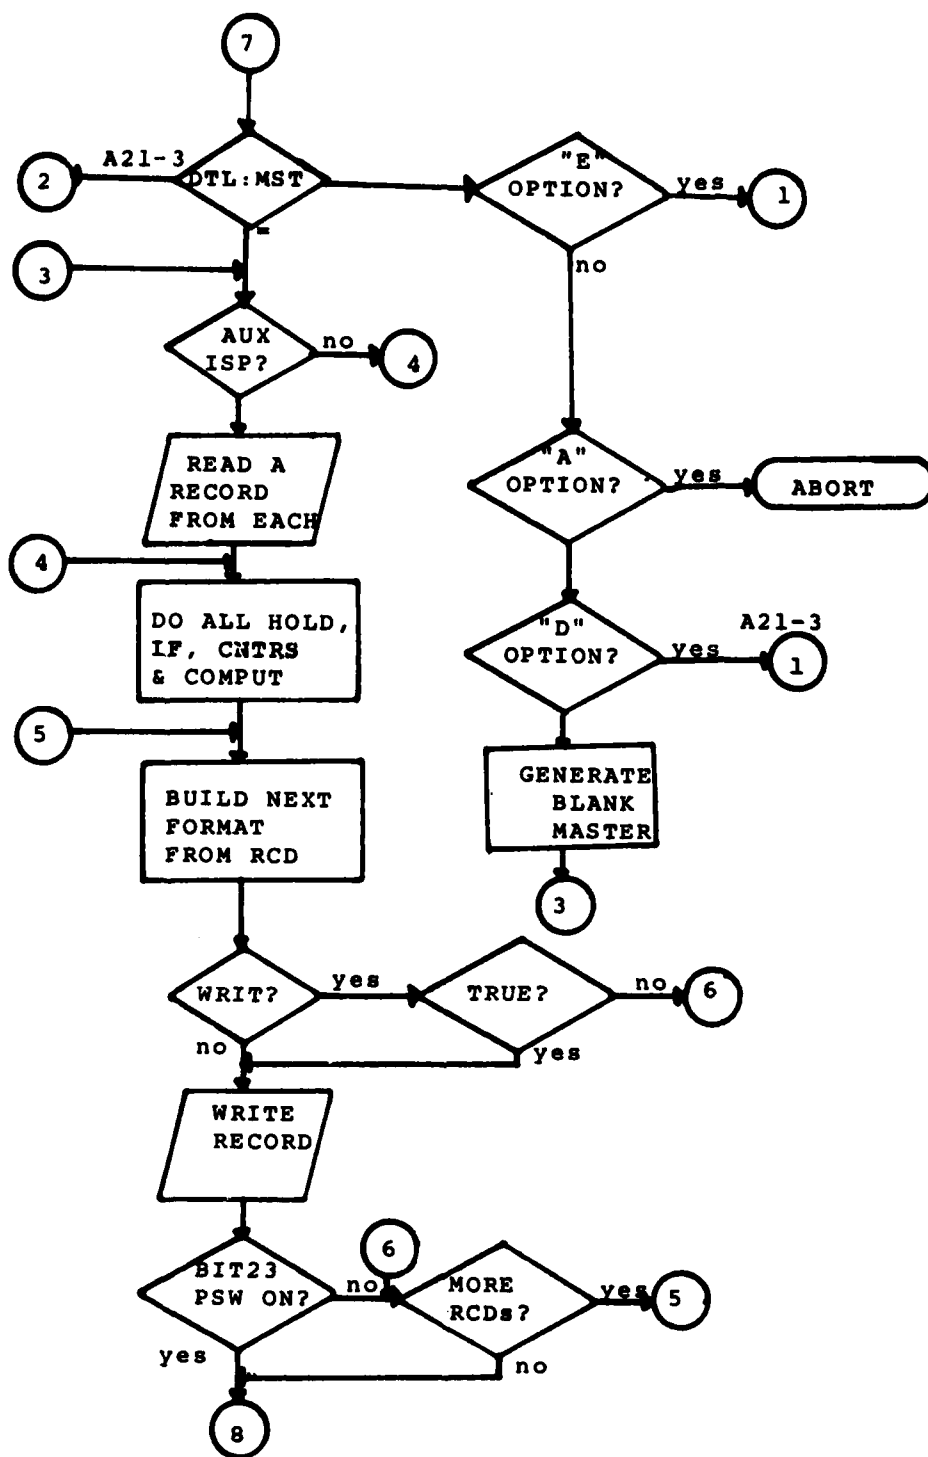 7
A21-3
2
DTL:MST
=
"E"
OPTION?
yes
1
no
3
AUX
ISP?
no
4
READ A
RECORD
FROM EACH
"A"
OPTION?
yes
ABORT
4
DO ALL HOLD,
IF, CNTRS
& COMPUT
"D"
OPTION?
yes
A21-3
1
5
BUILD NEXT
FORMAT
FROM RCD
GENERATE
BLANK
MASTER
3
WRIT?
yes
TRUE?
no
6
no
yes
WRITE
RECORD
BIT23
PSW ON?
no
6
MORE
RCDs?
yes
5
yes
no
8